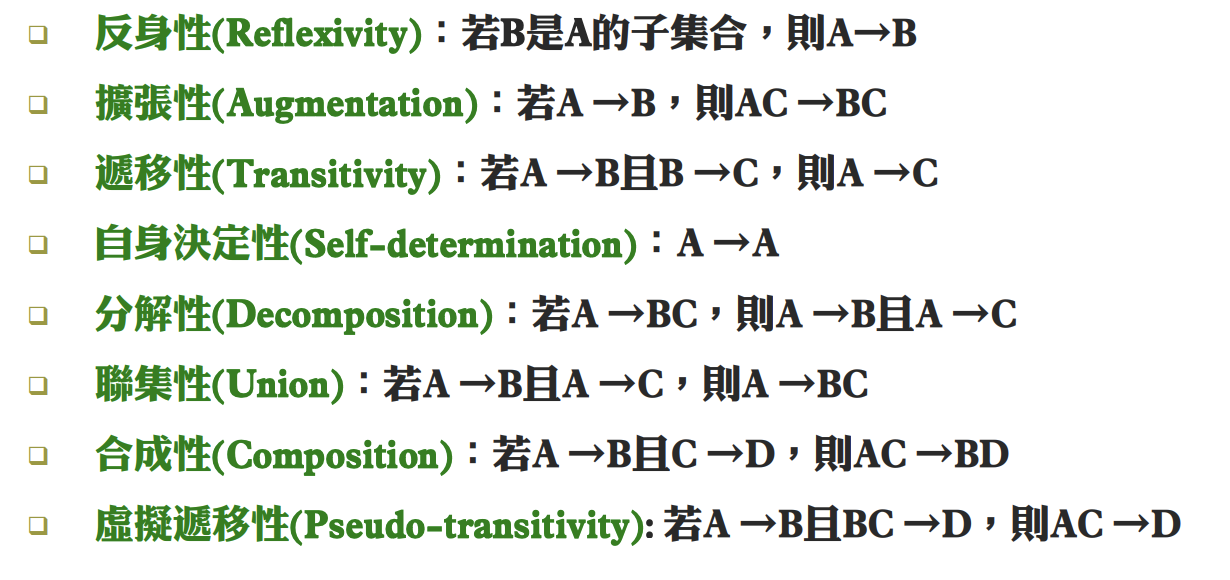 ❑ 反身性(Reflexivity)：若B是A的子集合，則A→B
❑ 擴張性(Augmentation)：若A →B，則AC →BC
❑ 遞移性(Transitivity)：若A →B且B →C，則A →C
❑ 自身決定性(Self-determination)：A →A
❑ 分解性(Decomposition)：若A →BC，則A →B且A →C
❑ 聯集性(Union)：若A →B且A →C，則A →BC
❑ 合成性(Composition)：若A →B且C →D，則AC →BD
❑ 虛擬遞移性(Pseudo-transitivity): 若A →B且BC →D，則AC →D